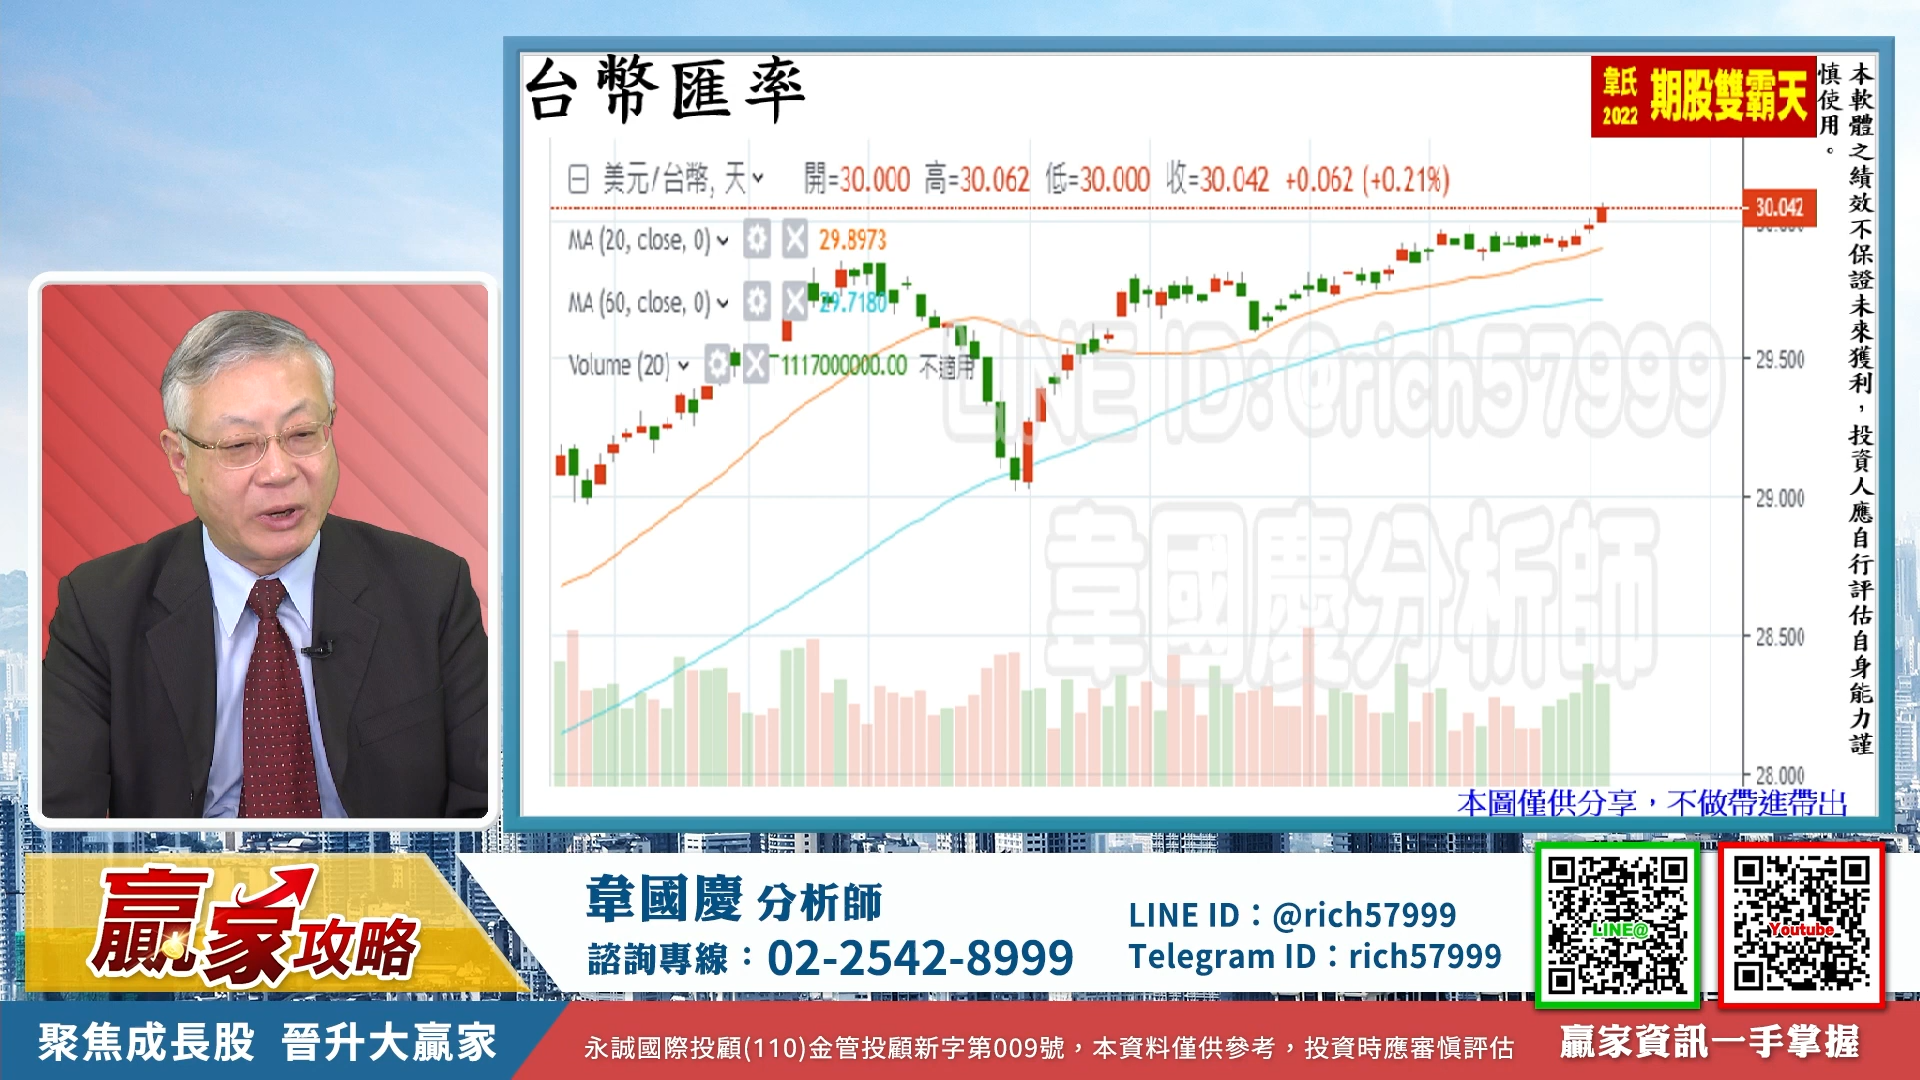 台幣匯率
韋氏
2022
期股雙霸天
本軟體之績效不保證未來獲利，投資人應自行評估自身能力謹
慎使用。
美元/台幣, 天 開=30.000 高=30.062 低=30.000 收=30.042 +0.062 (+0.21%)
30.042
MA (20, close, 0) 29.8973
MA (60, close, 0) 29.7180
Volume (20) 1117000000.00 不適用
29.500
29.000
28.500
28.000
LINE ID:@rich57999
韋國慶分析師
本圖僅供分享，不做帶進帶出
贏家攻略
韋國慶 分析師
諮詢專線：02-2542-8999
LINE ID：@rich57999
Telegram ID：rich57999
LINE@
Youtube
聚焦成長股 晉升大贏家
永誠國際投顧(110)金管投顧新字第009號，本資料僅供參考，投資時應審慎評估
贏家資訊一手掌握